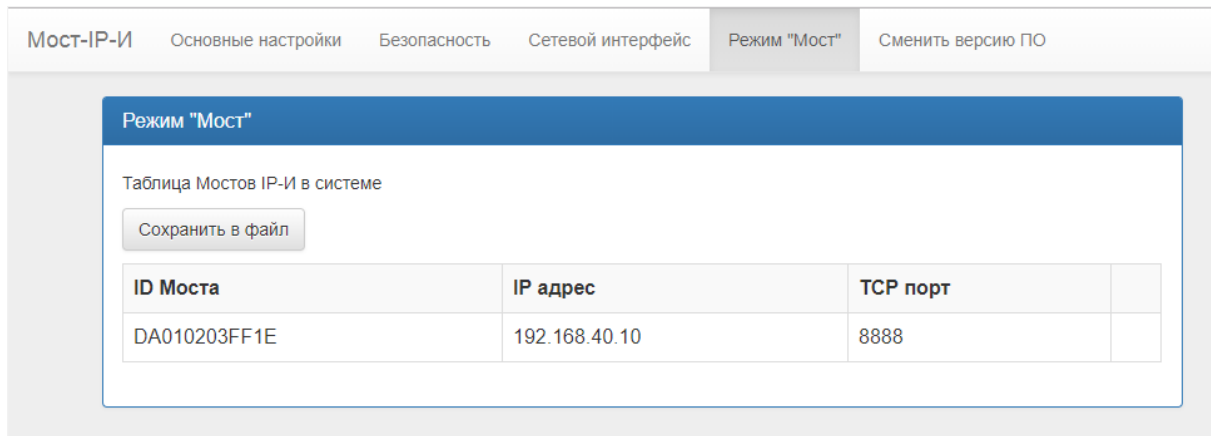 Мост-IP-И Основные настройки Безопасность Сетевой интерфейс Режим "Мост" Сменить версию ПО
Режим "Мост"
Таблица Мостов IP-И в системе
Сохранить в файл
ID Моста IP адрес TCP порт
DA010203FF1E 192.168.40.10 8888